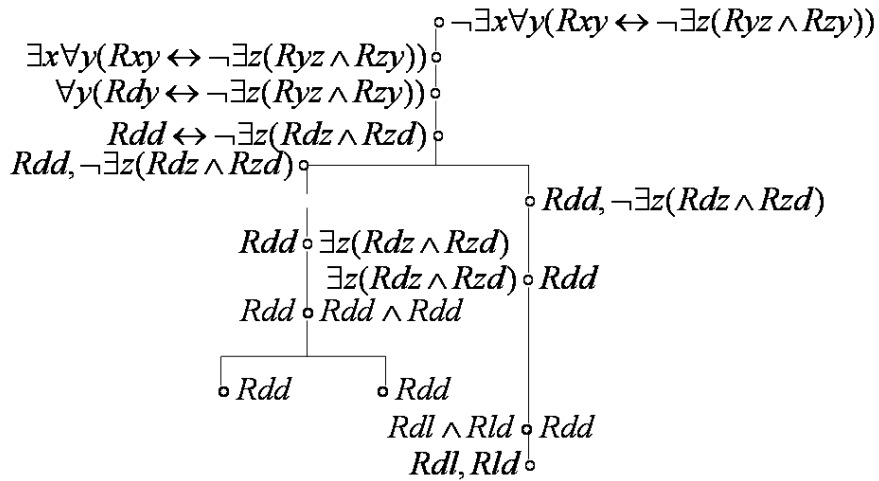 ¬∃x∀y(Rxy ↔ ¬∃z(Ryz ∧ Rzy))
∃x∀y(Rxy ↔ ¬∃z(Ryz ∧ Rzy))
∀y(Rdy ↔ ¬∃z(Ryz ∧ Rzy))
Rdd ↔ ¬∃z(Rdz ∧ Rzd)
Rdd, ¬∃z(Rdz ∧ Rzd)
Rdd, ¬∃z(Rdz ∧ Rzd)
Rdd ∃z(Rdz ∧ Rzd)
∃z(Rdz ∧ Rzd) Rdd
Rdd Rdd ∧ Rdd
Rdd Rdd
Rdl ∧ Rld Rdd
Rdl, Rld